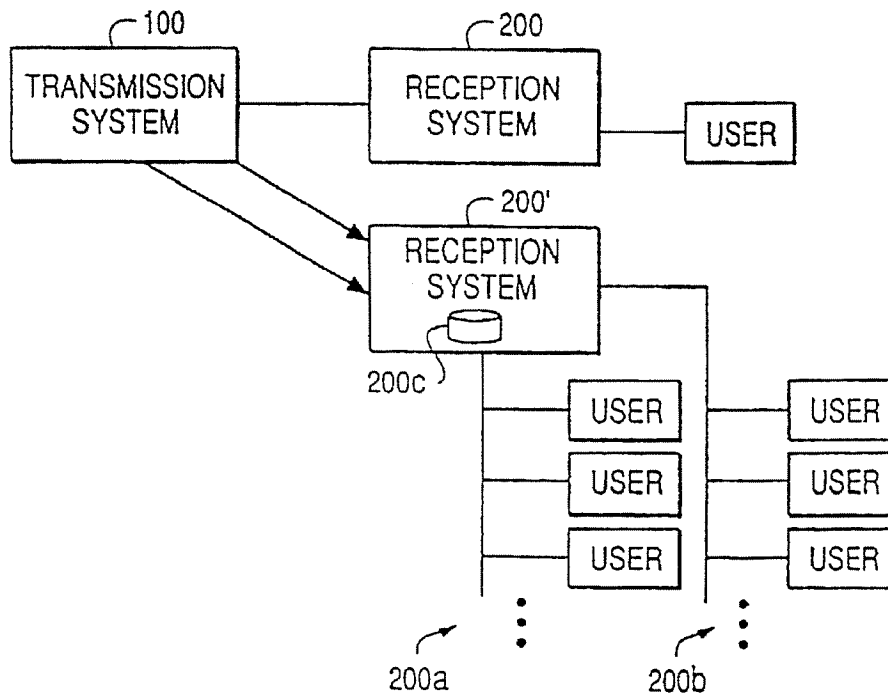 100
TRANSMISSION
SYSTEM
200
RECEPTION
SYSTEM
USER
200'
RECEPTION
SYSTEM
200c
USER
USER
USER
USER
USER
USER
200a
200b